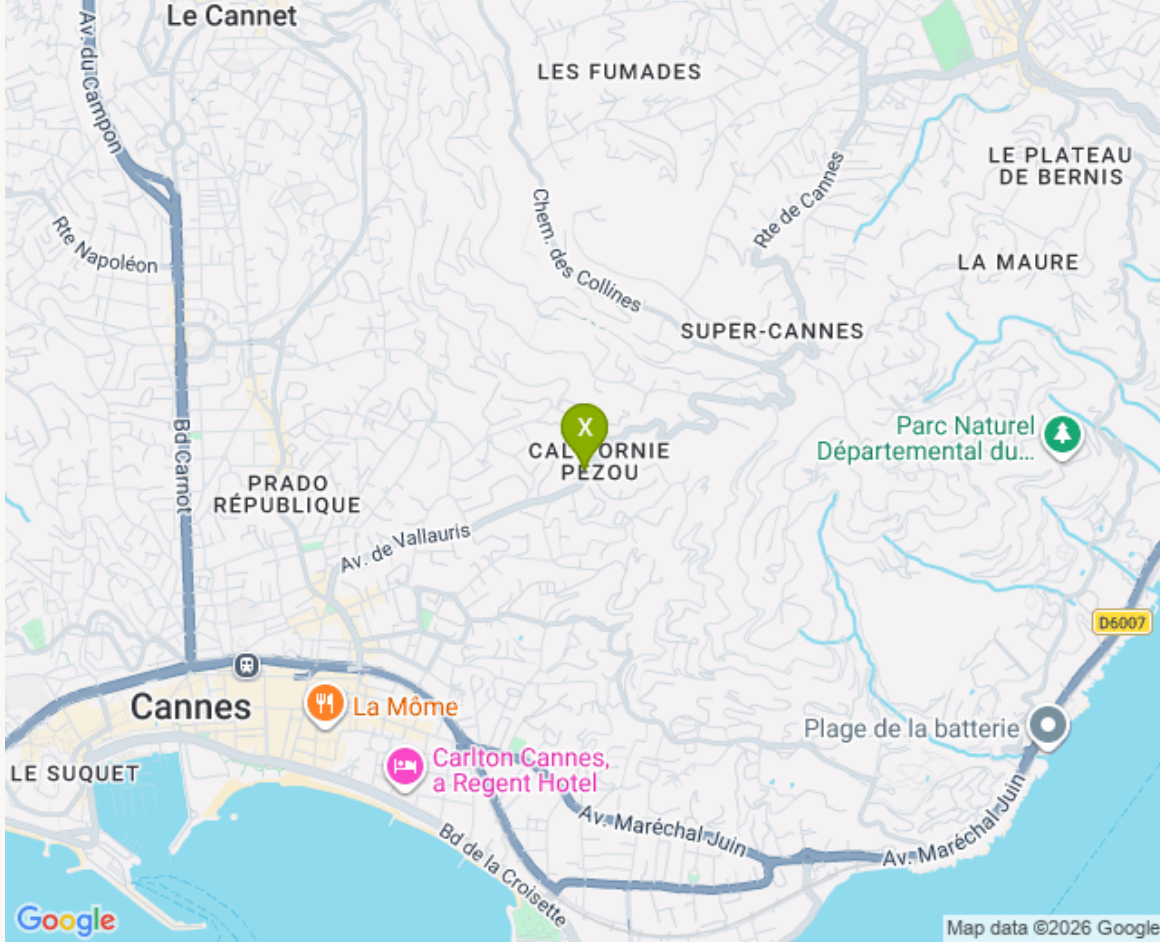 Le Cannet
Av. du Campon
LES FUMADES
LE PLATEAU
DE BERNIS
Rte de Cannes
Rte Napoléon
Chem. des Collines
LA MAURE
SUPER-CANNES
X
Bd Carnot
CALIFORNIE
PEZOU
Parc Naturel
Départemental du...
PRADO
RÉPUBLIQUE
Av. de Vallauris
D6007
Cannes
La Môme
Plage de la batterie
LE SUQUET
Carlton Cannes,
a Regent Hotel
Av. Maréchal Juin
Av. Maréchal Juin
Bd de la Croisette
Google
Map data ©2026 Google